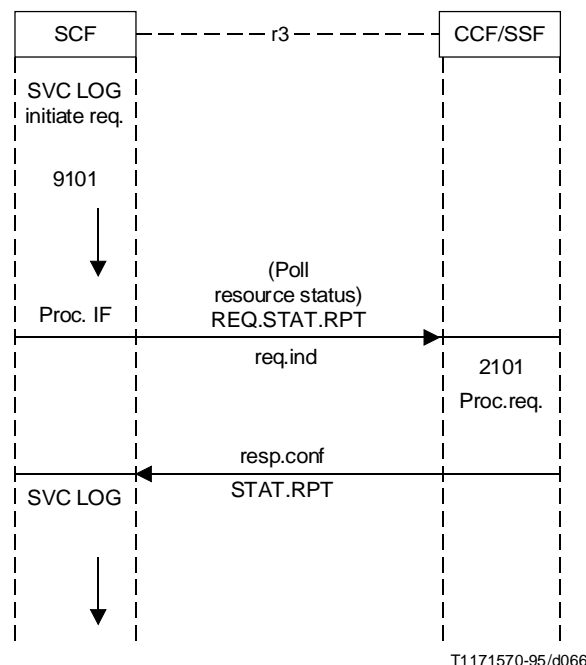 SCF
r3
CCF/SSF
SVC LOG
initiate req.
9101
(Poll
resource status)
REQ.STAT.RPT
Proc. IF
req.ind
2101
Proc.req.
resp.conf
STAT.RPT
SVC LOG
T1171570-95/d066